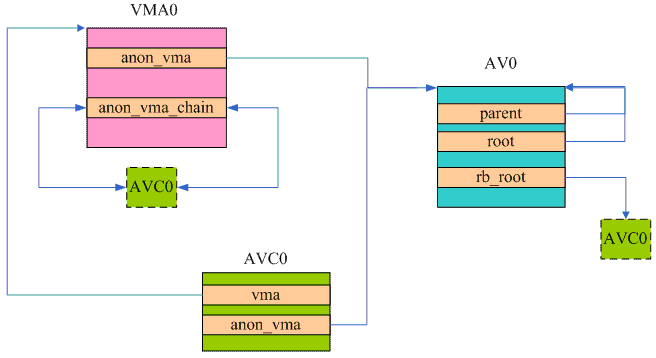 VMA0
anon_vma
anon_vma_chain
AVC0
AV0
parent
root
rb_root
AVC0
AVC0
vma
anon_vma